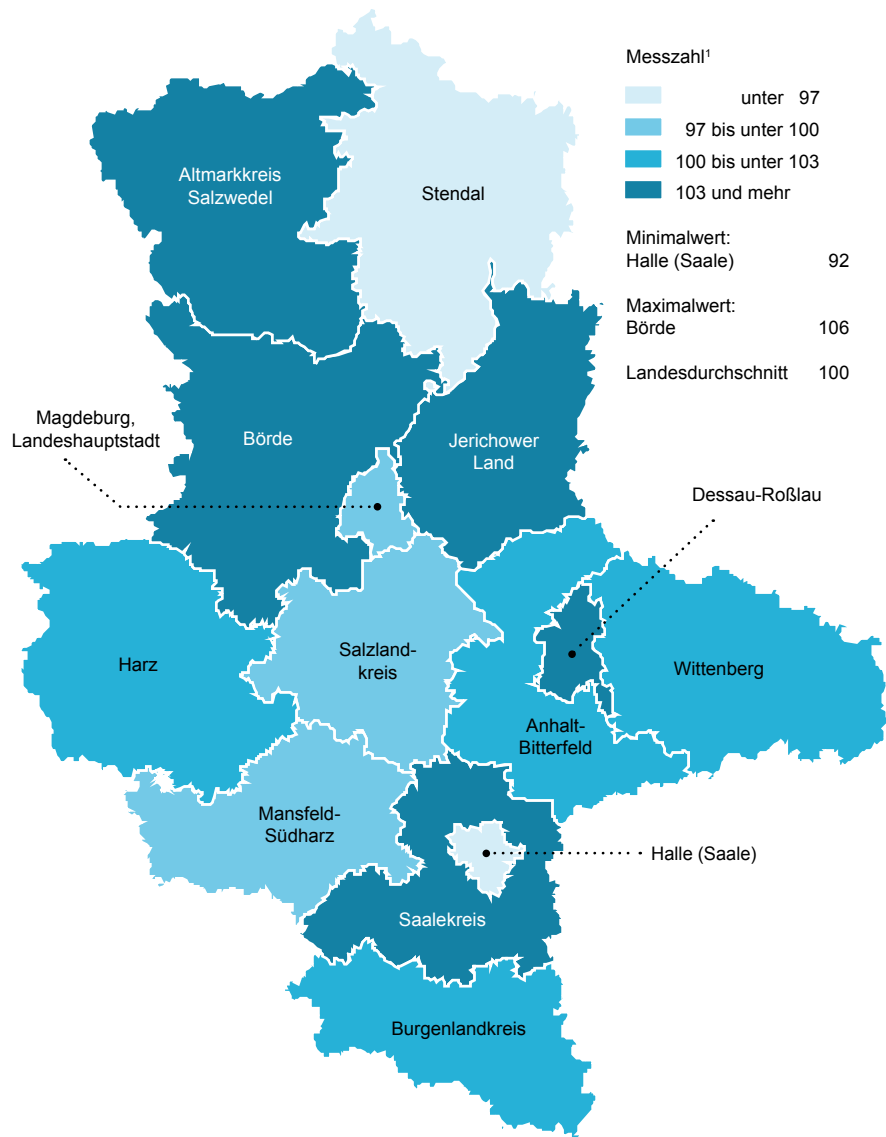 Messzahl¹
unter 97
97 bis unter 100
100 bis unter 103
103 und mehr
Minimalwert:
Halle (Saale) 92
Maximalwert:
Börde 106
Landesdurchschnitt 100
Altmarkkreis
Salzwedel
Stendal
Magdeburg,
Landeshauptstadt
Börde
Jerichower
Land
Dessau-Roßlau
Harz
Salzland-
kreis
Wittenberg
Anhalt-
Bitterfeld
Mansfeld-
Südharz
Halle (Saale)
Saalekreis
Burgenlandkreis